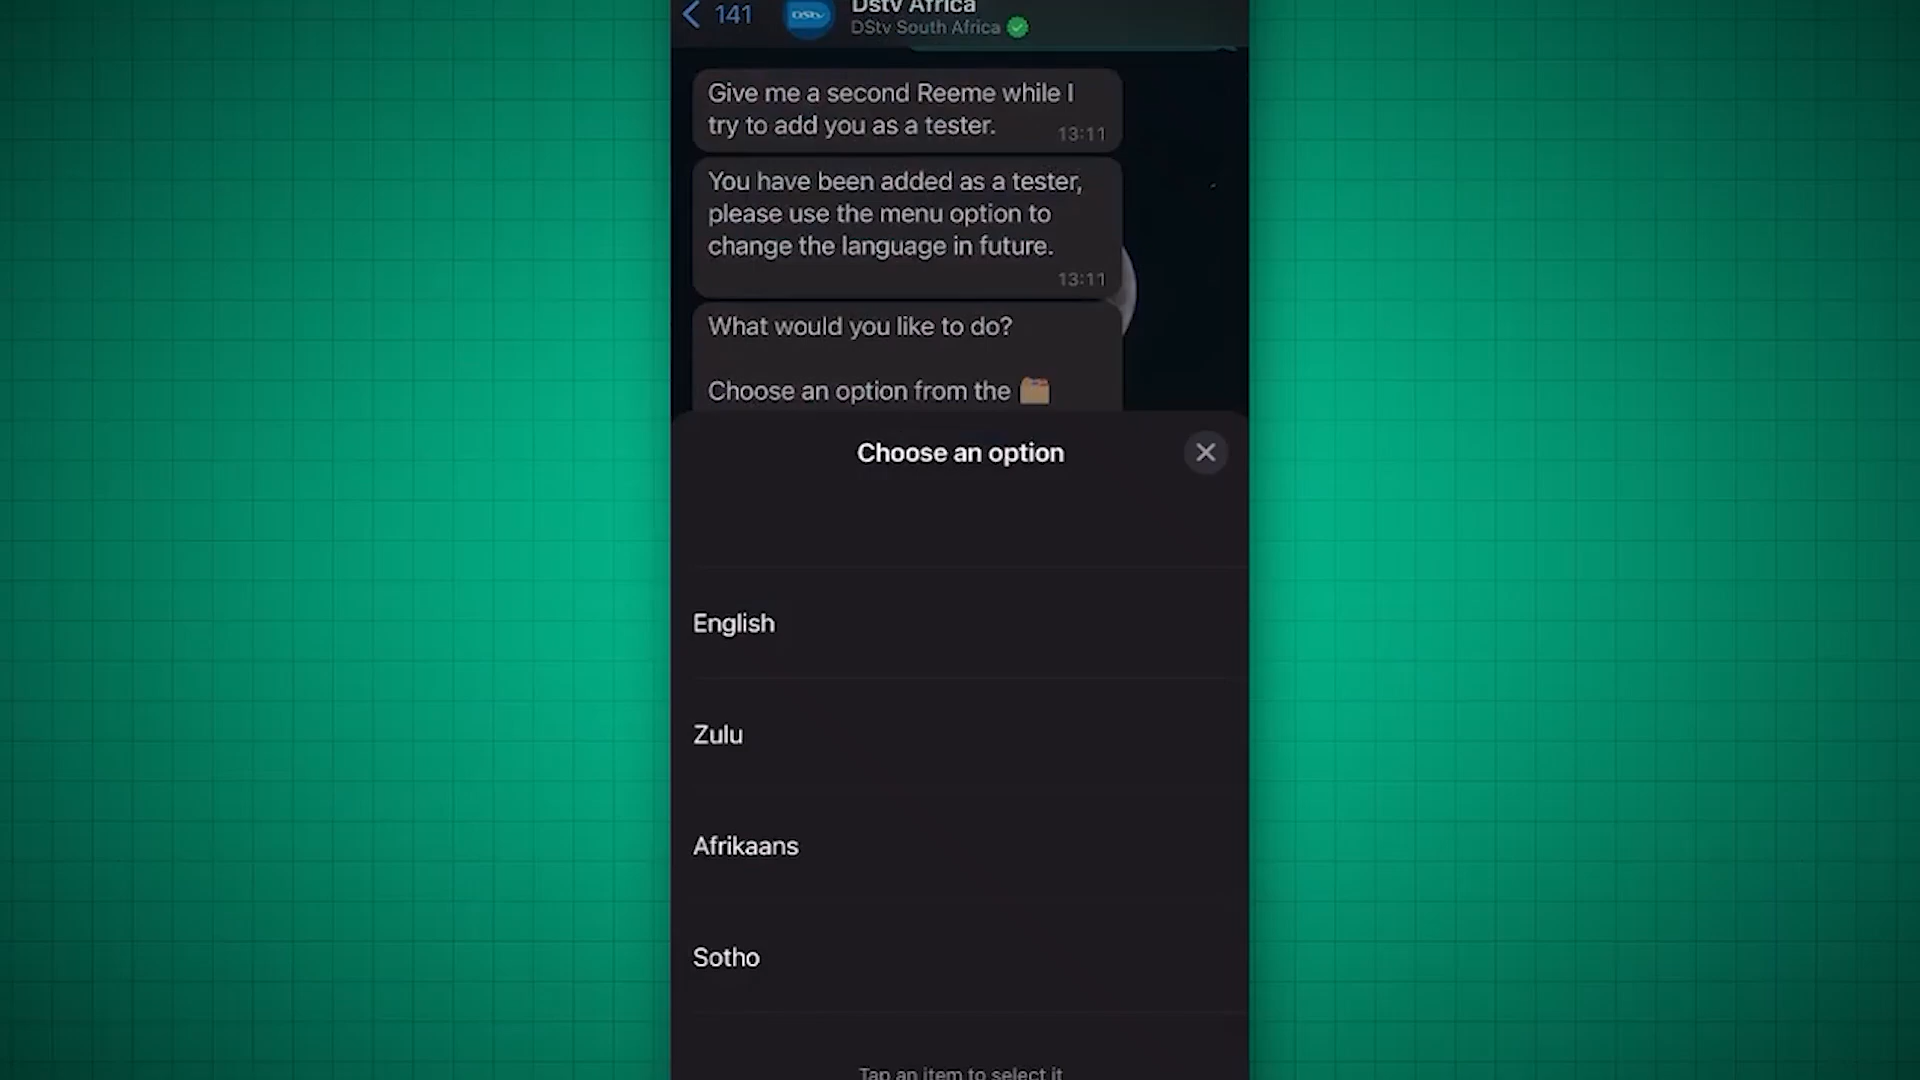 141
DStv
Dstv Africa
DStv South Africa
Give me a second Reeme while I
try to add you as a tester.
13:11
You have been added as a tester,
please use the menu option to
change the language in future.
13:11
What would you like to do?
Choose an option from the
Choose an option
English
Zulu
Afrikaans
Sotho
Tap an item to select it